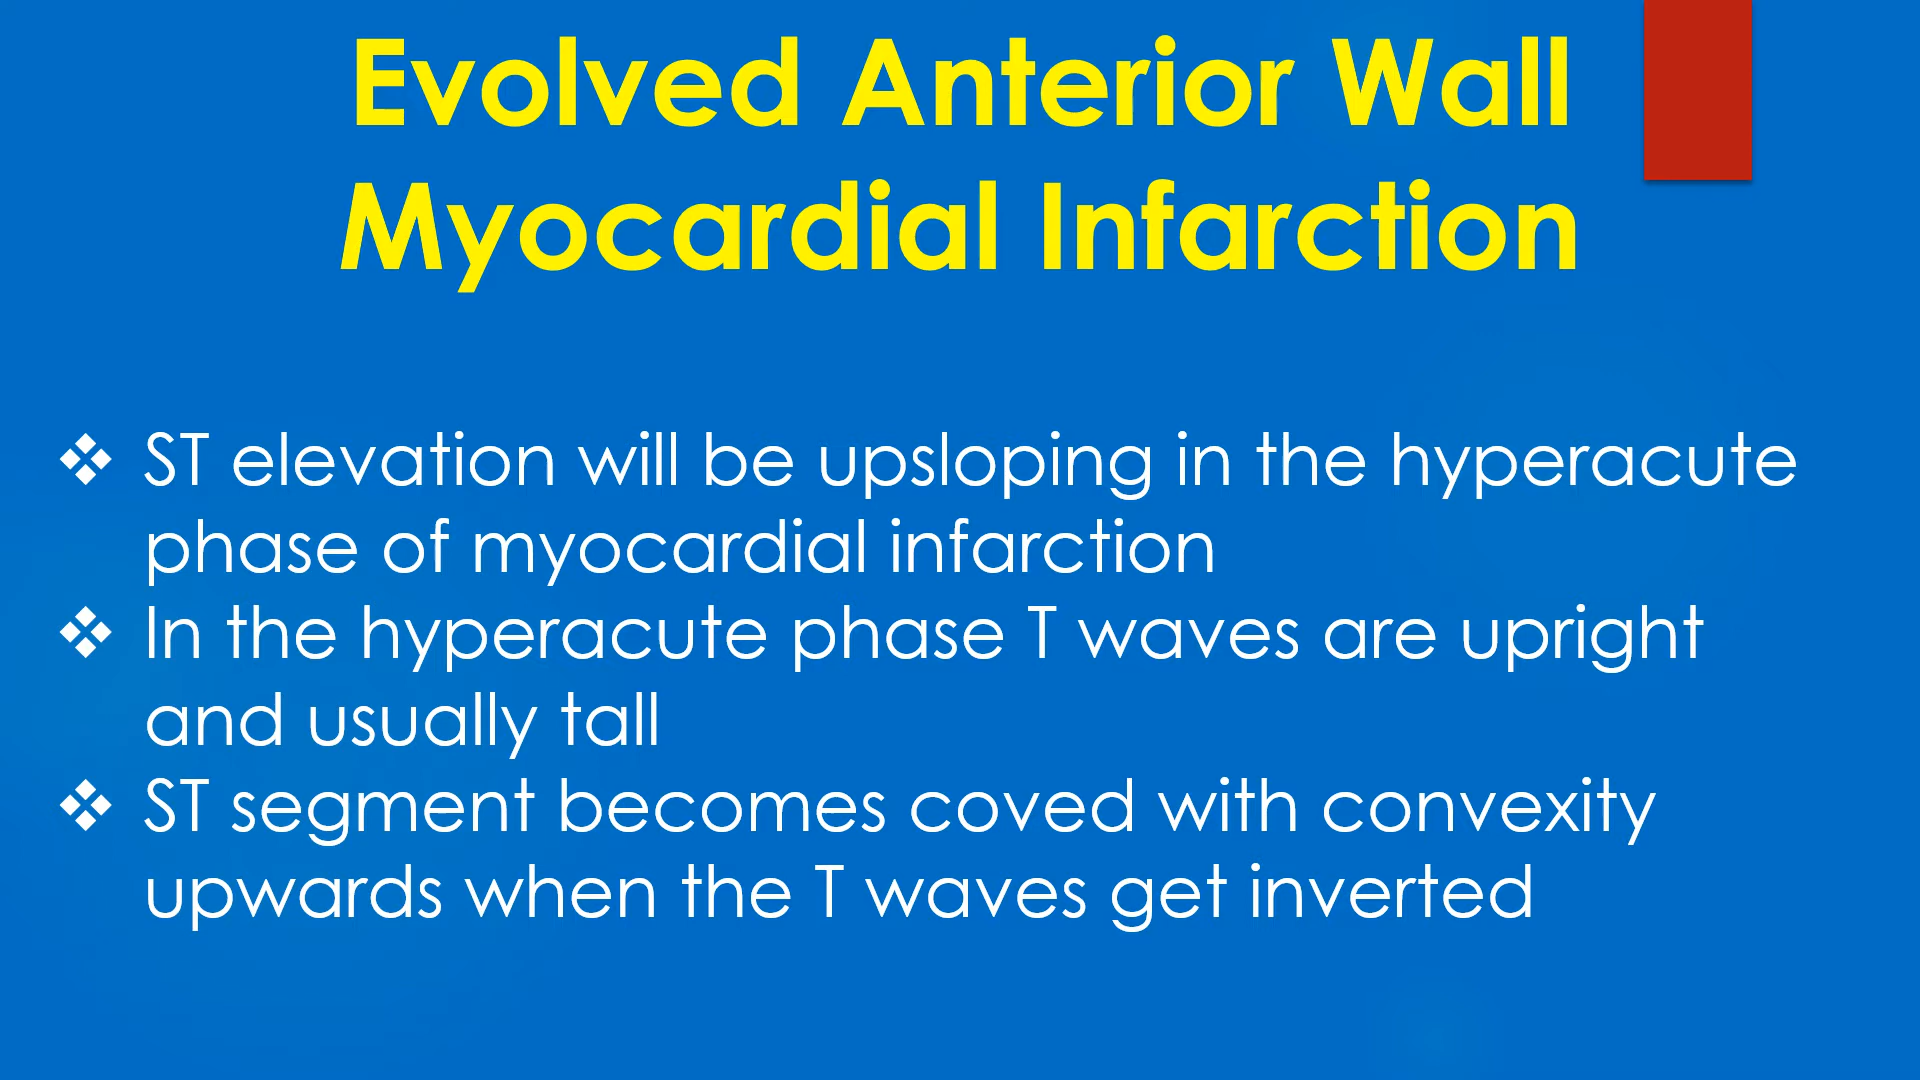 Evolved Anterior Wall
Myocardial Infarction
❖ ST elevation will be upsloping in the hyperacute
phase of myocardial infarction
❖ In the hyperacute phase T waves are upright
and usually tall
❖ ST segment becomes coved with convexity
upwards when the T waves get inverted